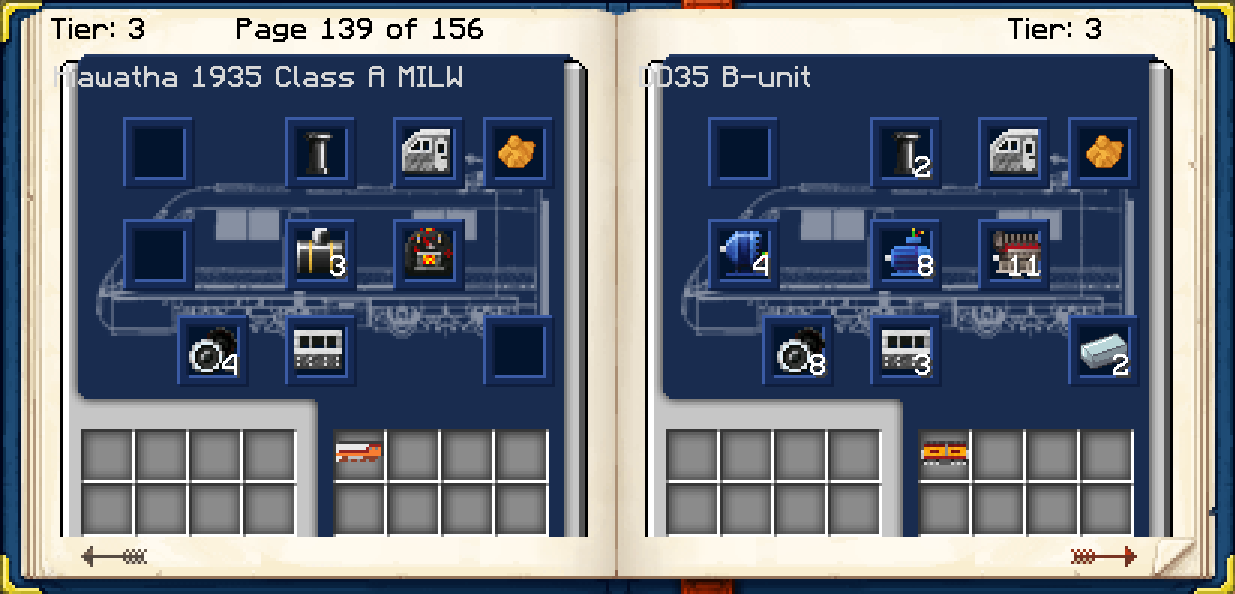 Tier: 3 Page 139 of 156
Hiawatha 1935 Class A MILW
3
4
Tier: 3
DD35 B-unit
2
4 8 11
8 3 2